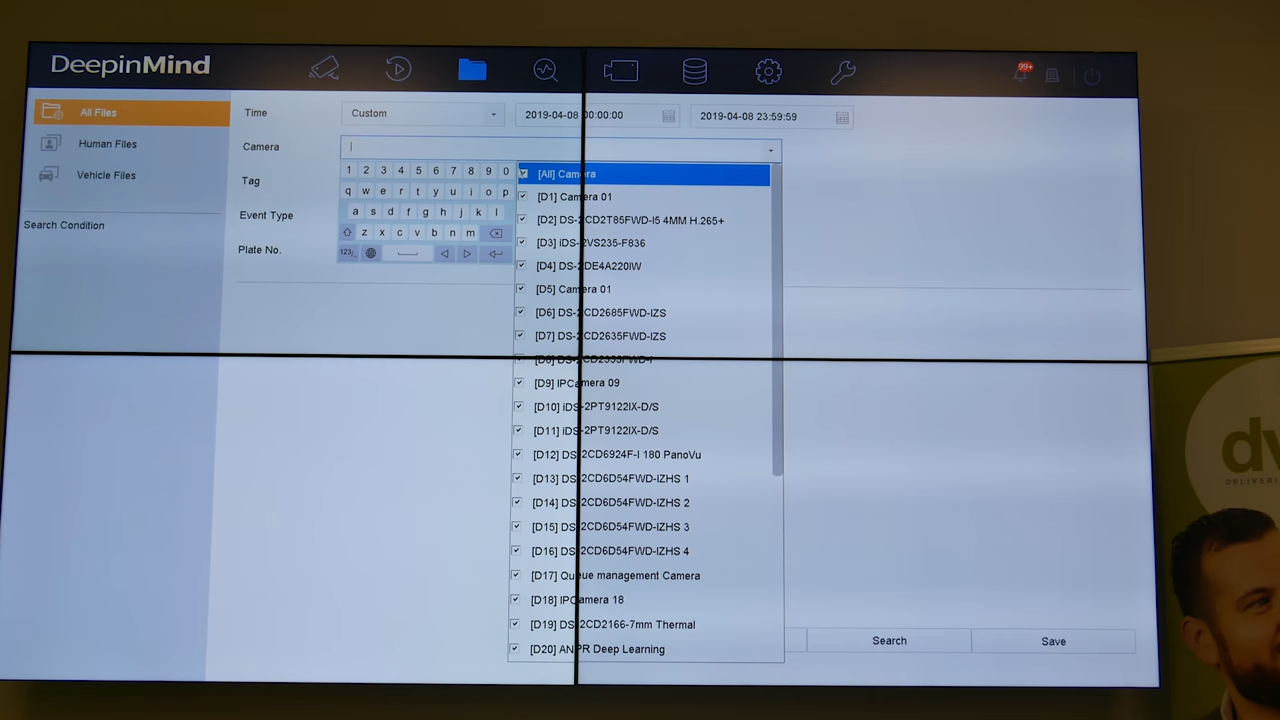 DeepinMind
99+
All Files
Human Files
Vehicle Files
Search Condition
Time
Custom
2019-04-08 00:00:00
2019-04-08 23:59:59
Camera
Tag
Event Type
Plate No.
1 2 3 4 5 6 7 8 9 0
q w e r t y u i o p
a s d f g h j k l
z x c v b n m
123/_
[All] Camera
[D1] Camera 01
[D2] DS-2CD2T85FWD-I5 4MM H.265+
[D3] iDS-2VS235-F836
[D4] DS-2DE4A220IW
[D5] Camera 01
[D6] DS-2CD2685FWD-IZS
[D7] DS-2CD2635FWD-IZS
[D8]
[D9] IPCamera 09
[D10] iDS-2PT9122IX-D/S
[D11] iDS-2PT9122IX-D/S
[D12] DS-2CD6924F-I 180 PanoVu
[D13] DS-2CD6D54FWD-IZHS 1
[D14] DS-2CD6D54FWD-IZHS 2
[D15] DS-2CD6D54FWD-IZHS 3
[D16] DS-2CD6D54FWD-IZHS 4
[D17] Queue management Camera
[D18] IPCamera 18
[D19] DS-2CD2166-7mm Thermal
[D20] ANPR Deep Learning
Search
Save
dv
DELIVERI